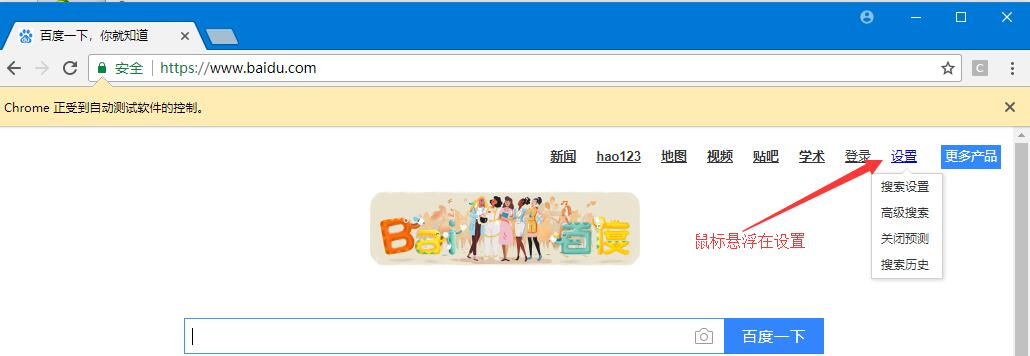 百度一下，你就知道
安全 https://www.baidu.com
C
Chrome 正受到自动测试软件的控制。
新闻 hao123 地图 视频 贴吧 学术 登录 设置 更多产品
搜索设置
高级搜索
关闭预测
搜索历史
Bai 百度
鼠标悬浮在设置
百度一下